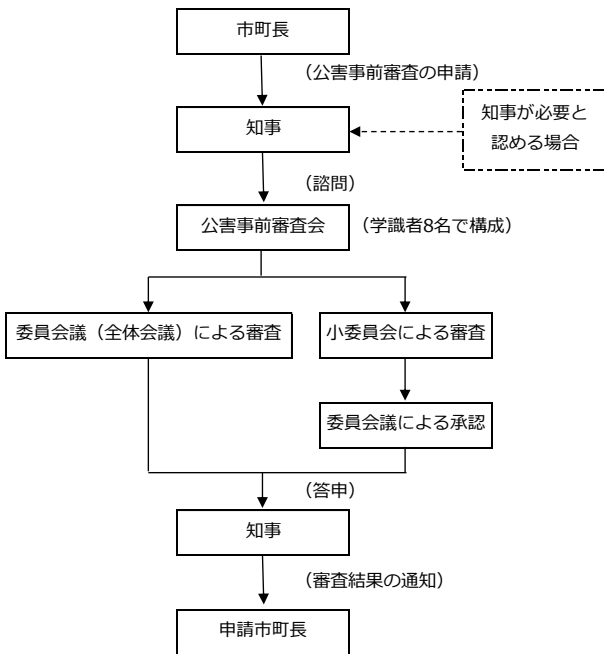 市町長
（公害事前審査の申請）
知事
知事が必要と
認める場合
（諮問）
公害事前審査会
（学識者8名で構成）
委員会議（全体会議）による審査
小委員会による審査
委員会議による承認
（答申）
知事
（審査結果の通知）
申請市町長